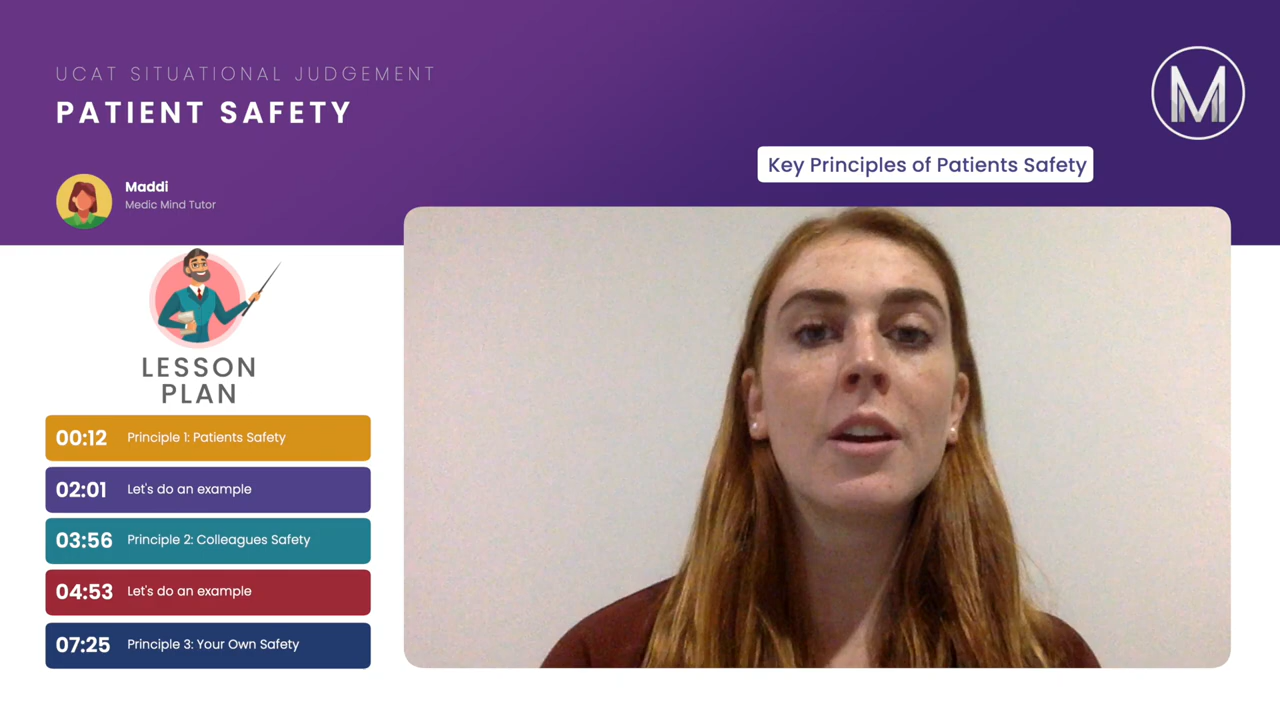 UCAT SITUATIONAL JUDGEMENT
PATIENT SAFETY
Key Principles of Patients Safety
Maddi
Medic Mind Tutor
LESSON
PLAN
00:12 Principle 1: Patients Safety
02:01 Let's do an example
03:56 Principle 2: Colleagues Safety
04:53 Let's do an example
07:25 Principle 3: Your Own Safety
M